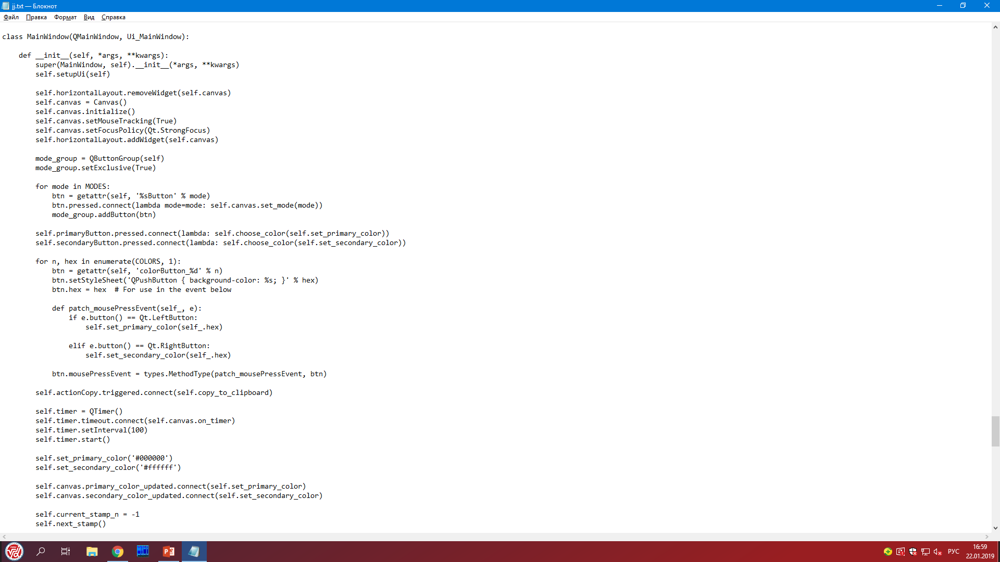 jj.txt — Блокнот
Файл Правка Формат Вид Справка
class MainWindow(QMainWindow, Ui_MainWindow):
    def __init__(self, *args, **kwargs):
        super(MainWindow, self).__init__(*args, **kwargs)
        self.setupUi(self)
        self.horizontalLayout.removeWidget(self.canvas)
        self.canvas = Canvas()
        self.canvas.initialize()
        self.canvas.setMouseTracking(True)
        self.canvas.setFocusPolicy(Qt.StrongFocus)
        self.horizontalLayout.addWidget(self.canvas)
        mode_group = QButtonGroup(self)
        mode_group.setExclusive(True)
        for mode in MODES:
            btn = getattr(self, '%sButton' % mode)
            btn.pressed.connect(lambda mode=mode: self.canvas.set_mode(mode))
            mode_group.addButton(btn)
        self.primaryButton.pressed.connect(lambda: self.choose_color(self.set_primary_color))
        self.secondaryButton.pressed.connect(lambda: self.choose_color(self.set_secondary_color))
        for n, hex in enumerate(COLORS, 1):
            btn = getattr(self, 'colorButton_%d' % n)
            btn.setStyleSheet('QPushButton { background-color: %s; }' % hex)
            btn.hex = hex  # For use in the event below
            def patch_mousePressEvent(self_, e):
                if e.button() == Qt.LeftButton:
                    self.set_primary_color(self_.hex)
                elif e.button() == Qt.RightButton:
                    self.set_secondary_color(self_.hex)
            btn.mousePressEvent = types.MethodType(patch_mousePressEvent, btn)
        self.actionCopy.triggered.connect(self.copy_to_clipboard)
        self.timer = QTimer()
        self.timer.timeout.connect(self.canvas.on_timer)
        self.timer.setInterval(100)
        self.timer.start()
        self.set_primary_color('#000000')
        self.set_secondary_color('#ffffff')
        self.canvas.primary_color_updated.connect(self.set_primary_color)
        self.canvas.secondary_color_updated.connect(self.set_secondary_color)
        self.current_stamp_n = -1
        self.next_stamp()
РУС
16:59
22.01.2019